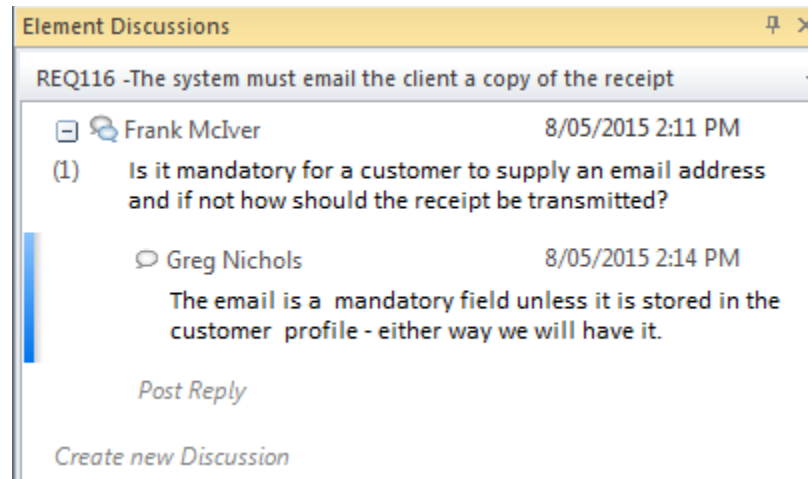 Element Discussions
REQ116 -The system must email the client a copy of the receipt
Frank McIver 8/05/2015 2:11 PM
(1) Is it mandatory for a customer to supply an email address
and if not how should the receipt be transmitted?
Greg Nichols 8/05/2015 2:14 PM
The email is a mandatory field unless it is stored in the
customer profile - either way we will have it.
Post Reply
Create new Discussion